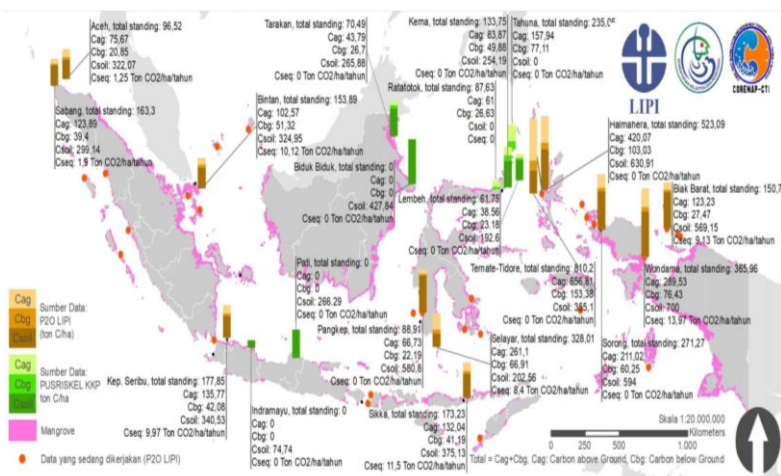 Aceh, total standing: 96,52
Cag: 75,67
Cbg: 20,85
Csoil: 322,07
Cseq: 1,25 Ton CO2/ha/tahun
Sabang, total standing: 163,3
Cag: 123,89
Cbg: 39,4
Csoil: 299,14
Cseq: 1,9 Ton CO2/ha/tahun
Tarakan, total standing: 70,49
Cag: 43,79
Cbg: 26,7
Csoil: 265,88
Cseq: 0 Ton CO2/ha/tahun
Bintan, total standing: 153,89
Cag: 102,57
Cbg: 51,32
Csoil: 324,95
Cseq: 10,12 Ton CO2/ha/tahun
Biduk Biduk, total standing: 0
Cag: 0
Cbg: 0
Csoil: 427,84
Cseq: 0 Ton CO2/ha/tahun
Kema, total standing: 133,75
Cag: 83,87
Cbg: 49,88
Csoil: 254,19
Cseq: 0 Ton CO2/ha/tahun
Tahuna, total standing: 235,05
Cag: 157,94
Cbg: 77,11
Csoil: 0
Cseq: 0 Ton CO2/ha/tahun
Ratatotok, total standing: 87,63
Cag: 61
Cbg: 26,63
Csoil: 0
Cseq: 0
LIPI
COREMAP-CTI
Halmahera, total standing: 523,09
Cag: 420,07
Cbg: 103,03
Csoil: 630,91
Cseq: 0 Ton CO2/ha/tahun
Lembeh, total standing: 61,75
Cag: 38,56
Cbg: 23,18
Csoil: 192,6
Cseq: 0 Ton CO2/ha/tahun
Biak Barat, total standing: 150,7
Cag: 123,23
Cbg: 27,47
Csoil: 569,15
Cseq: 9,13 Ton CO2/ha/tahun
Pati, total standing: 0
Cag: 0
Cbg: 0
Csoil: 266.29
Cseq: 0 Ton CO2/ha/tahun
Ternate-Tidore, total standing: 810,2
Cag: 656,81
Cbg: 153,38
Cseq: 0 Ton CO2/ha/tahun
Wondama, total standing: 365,96
Cag: 289,53
Cbg: 76,43
Csoil: 700
Cseq: 13,97 Ton CO2/ha/tahun
Pangkep, total standing: 88,91
Cag: 66,73
Cbg: 22,19
Csoil: 580,8
Cseq: 0 Ton CO2/ha/tahun
Selayar, total standing: 328,01
Cag: 261,1
Cbg: 66,91
Csoil: 202,56
Cseq: 8,4 Ton CO2/ha/tahun
Sorong, total standing: 271,27
Cag: 211,02
Cbg: 60,25
Csoil: 594
Cseq: 0 Ton CO2/ha/tahun
Kep. Seribu, total standing: 177,85
Cag: 135,77
Cbg: 42,08
Csoil: 340,53
Cseq: 9,97 Ton CO2/ha/tahun
Indramayu, total standing: 0
Cag: 0
Cbg: 0
Csoil: 74,74
Cseq: 0 Ton CO2/ha/tahun
Sikka, total standing: 173,23
Cag: 132,04
Cbg: 41,19
Csoil: 375,13
Cseq: 11,5 Ton CO2/ha/tahun
Cag
Cbg
Csoil
Sumber Data:
P2O LIPI
(ton C/ha)
Cag
Cbg
Csoil
Sumber Data:
PUSRISKEL KKP
ton C/ha)
Mangrove
Data yang sedang dikerjakan (P2O LIPI)
Skala 1:20.000.000
Kilometers
0 250 500 1.000
Total = Cag+Cbg, Cag: Carbon above Ground, Cbg: Carbon below Ground